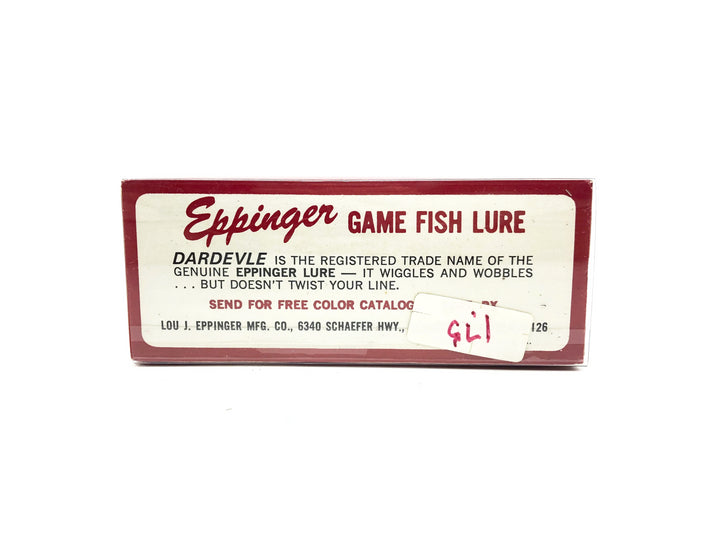 Eppinger GAME FISH LURE
DARDEVLE IS THE REGISTERED TRADE NAME OF THE
GENUINE EPPINGER LURE — IT WIGGLES AND WOBBLES
... BUT DOESN'T TWIST YOUR LINE.
SEND FOR FREE COLOR CATALOG
LOU J. EPPINGER MFG. CO., 6340 SCHAEFER HWY., 126